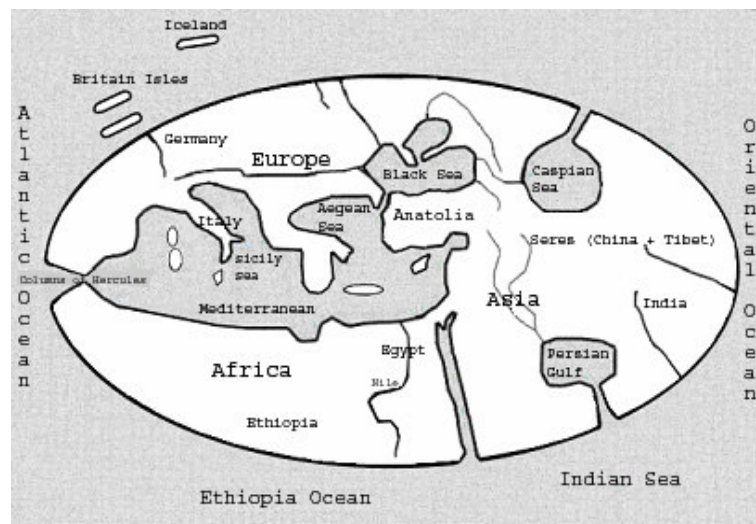 Iceland
Britain Isles
Atlantic Ocean
Oriental Ocean
Germany
Europe
Black Sea
Caspian
Sea
Italy
Aegean
Sea
Anatolia
Seres (China + Tibet)
sicily
sea
Columns of Hercules
Mediterranean
Asia
India
Egypt
Persian
Gulf
Africa
Nile
Ethiopia
Indian Sea
Ethiopia Ocean